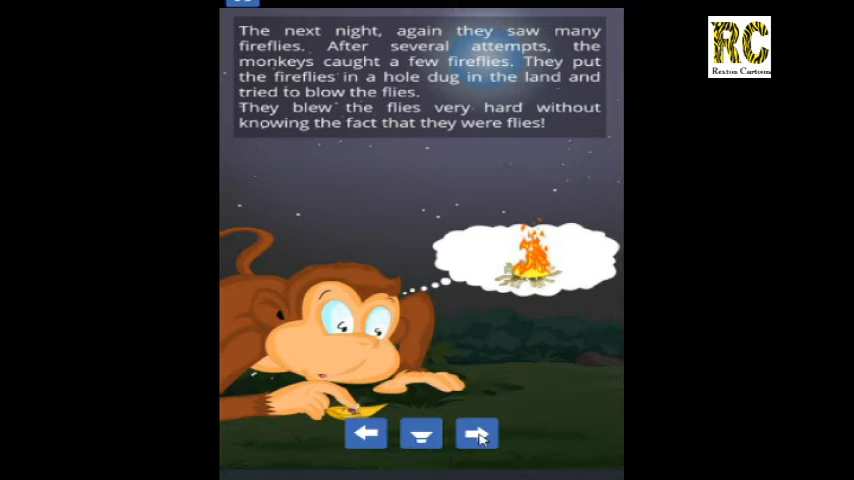 The next night, again they saw many
fireflies. After several attempts, the
monkeys caught a few fireflies. They put
the fireflies in a hole dug in the land and
tried to blow the flies.
They blew the flies very hard without
knowing the fact that they were flies!
RC
Rexton Cartoon